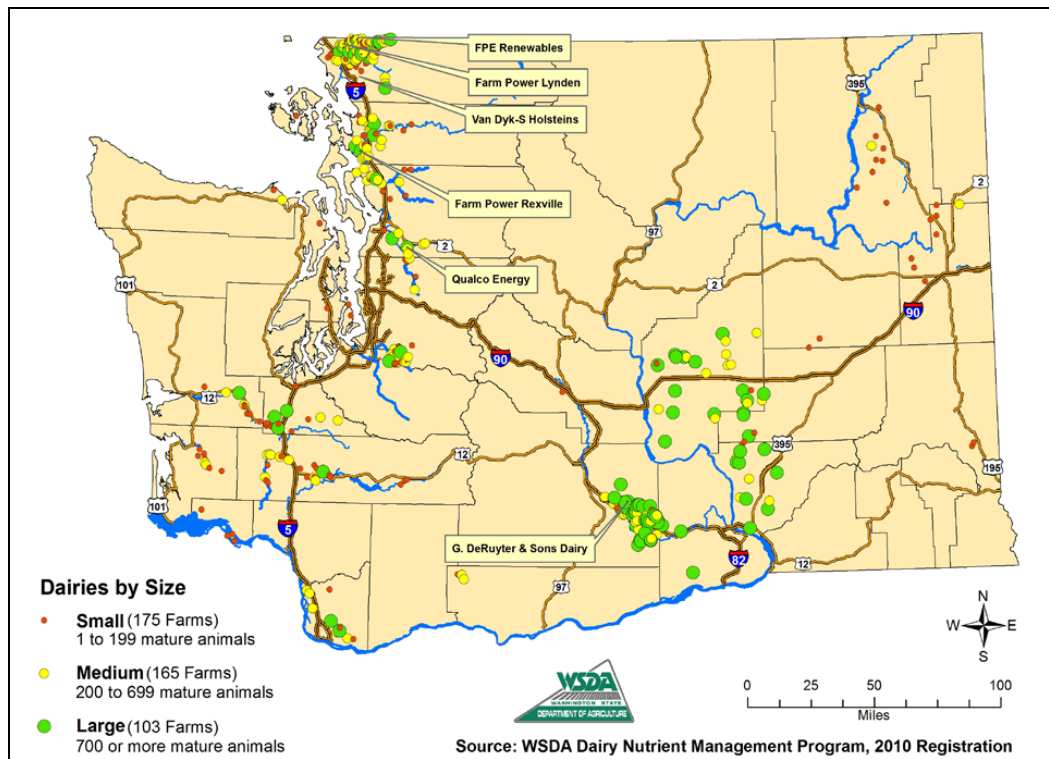 FPE Renewables
Farm Power Lynden
Van Dyk-S Holsteins
5
395
Farm Power Rexville
2
97
2
Qualco Energy
2
101
90
90
12
395
12
195
101
5
G. DeRuyter & Sons Dairy
82
12
97
Dairies by Size
Small (175 Farms)
1 to 199 mature animals
Medium (165 Farms)
200 to 699 mature animals
Large (103 Farms)
700 or more mature animals
WSDA
WASHINGTON STATE
DEPARTMENT OF AGRICULTURE
N
W E
S
0 25 50 100
Miles
Source: WSDA Dairy Nutrient Management Program, 2010 Registration